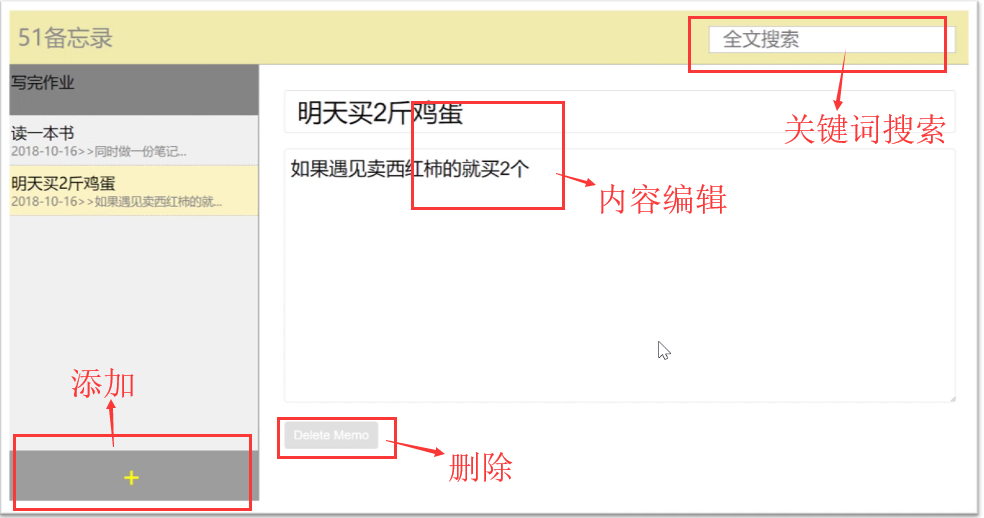 51备忘录
全文搜索
关键词搜索
写完作业
读一本书
2018-10-16>>同时做一份笔记...
明天买2斤鸡蛋
2018-10-16>>如果遇见卖西红柿的就...
添加
+
明天买2斤鸡蛋
如果遇见卖西红柿的就买2个
内容编辑
Delete Memo
删除